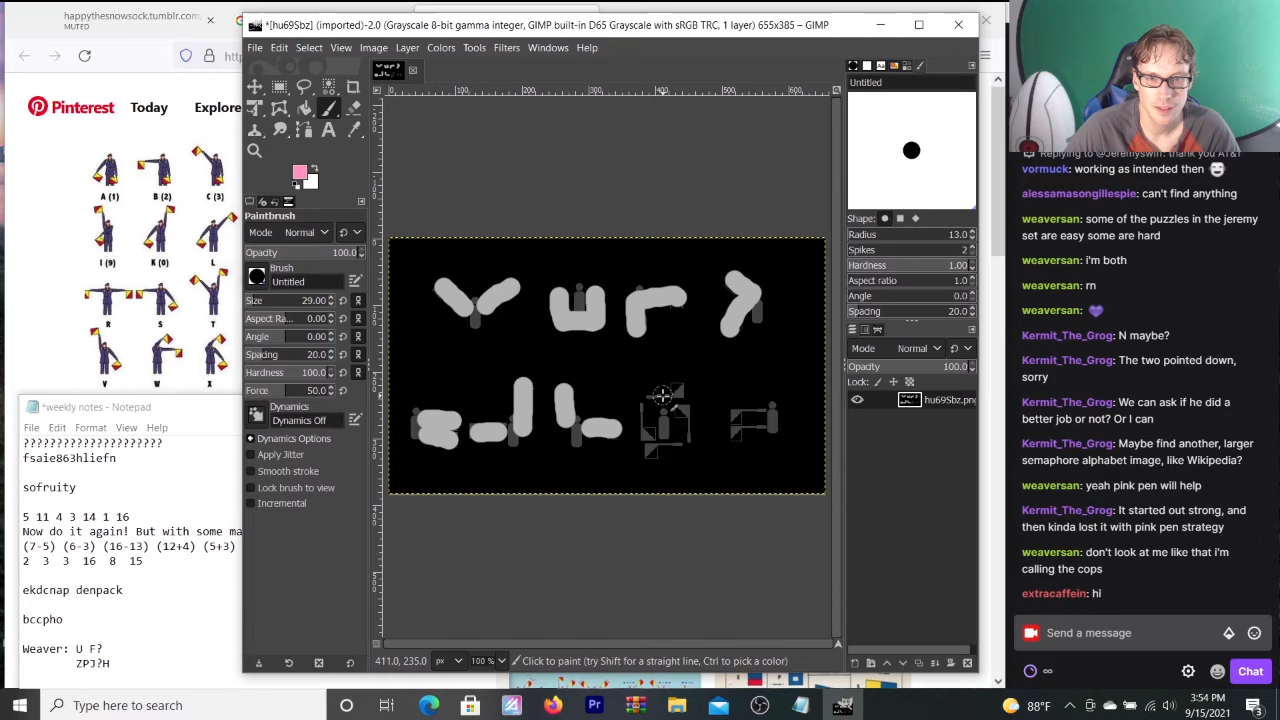 happythesnowsock.tumblr.com/
MUTED
*[hu69Sbz] (imported)-2.0 (Grayscale 8-bit gamma integer, GIMP built-in D65 Grayscale with sRGB TRC, 1 layer) 655x385 – GIMP
File Edit Select View Image Layer Colors Tools Filters Windows Help
Pinterest Today Explore
A (1) B (2) C (3)
I (9) K (0) L
R S T
V W X
Paintbrush
Mode Normal
Opacity 100.0
Brush
Untitled
Size 29.00
Aspect Ra... 0.00
Angle 0.00
Spacing 20.0
Hardness 100.0
Force 50.0
Dynamics
Dynamics Off
Dynamics Options
Apply Jitter
Smooth stroke
Lock brush to view
Incremental
411.0, 235.0 px 100 % Click to paint (try Shift for a straight line, Ctrl to pick a color)
Untitled
Shape:
Radius 13.0
Spikes 2
Hardness 1.00
Aspect ratio 1.0
Angle 0.0
Spacing 20.0
Mode Normal
Opacity 100.0
Lock:
hu69Sbz.png
*weekly notes - Notepad
File Edit Format View Help
?????????????????????
fsaie863hliefn
sofruity
5 11 4 3 14 1 16
Now do it again! But with some ma
(7-5) (6-3) (16-13) (12+4) (5+3)
2 3 3 16 8 15
ekdcnap denpack
bccpho
Weaver: U F?
ZPJ?H
Replying to @Jeremyswift: thank you AT&T
vormuck: working as intended then
alessamasongillespie: can't find anything
weaversan: some of the puzzles in the jeremy
set are easy some are hard
weaversan: i'm both
weaversan: rn
weaversan:
Kermit_The_Grog: N maybe?
Kermit_The_Grog: The two pointed down,
sorry
Kermit_The_Grog: We can ask if he did a
better job or not? Or I can
Kermit_The_Grog: Maybe find another, larger
semaphore alphabet image, like Wikipedia?
weaversan: yeah pink pen will help
Kermit_The_Grog: It started out strong, and
then kinda lost it with pink pen strategy
weaversan: don't look at me like that i'm
calling the cops
extracaffein: hi
Send a message
Chat
Type here to search
88°F
3:54 PM
9/15/2021